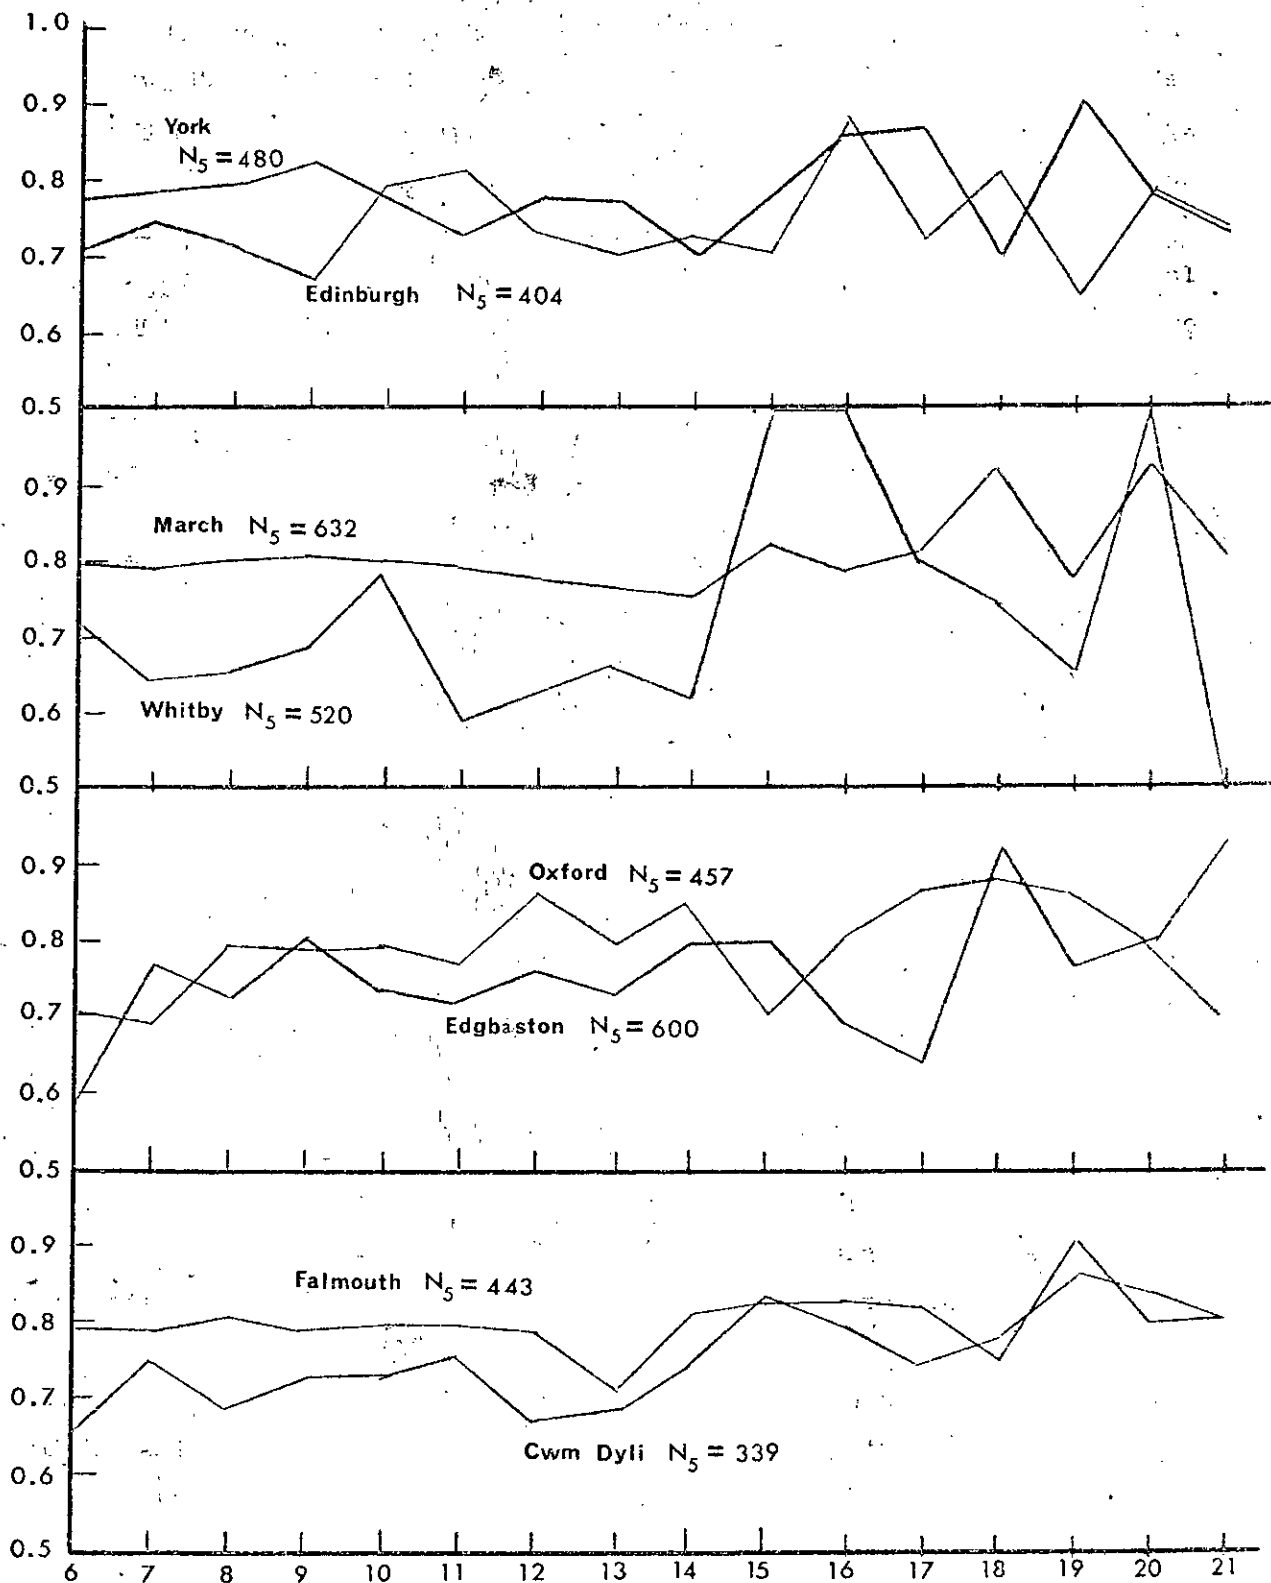 1.0
0.9
York
N5 = 480
0.8
0.7
Edinburgh N5 = 404
0.6
0.5
0.9
March N5 = 632
0.8
0.7
Whitby N5 = 520
0.6
0.5
0.9
Oxford N5 = 457
0.8
0.7
Edgbaston N5 = 600
0.6
0.5
0.9
Falmouth N5 = 443
0.8
0.7
Cwm Dyli N5 = 339
0.6
0.5
6 7 8 9 10 11 12 13 14 15 16 17 18 19 20 21